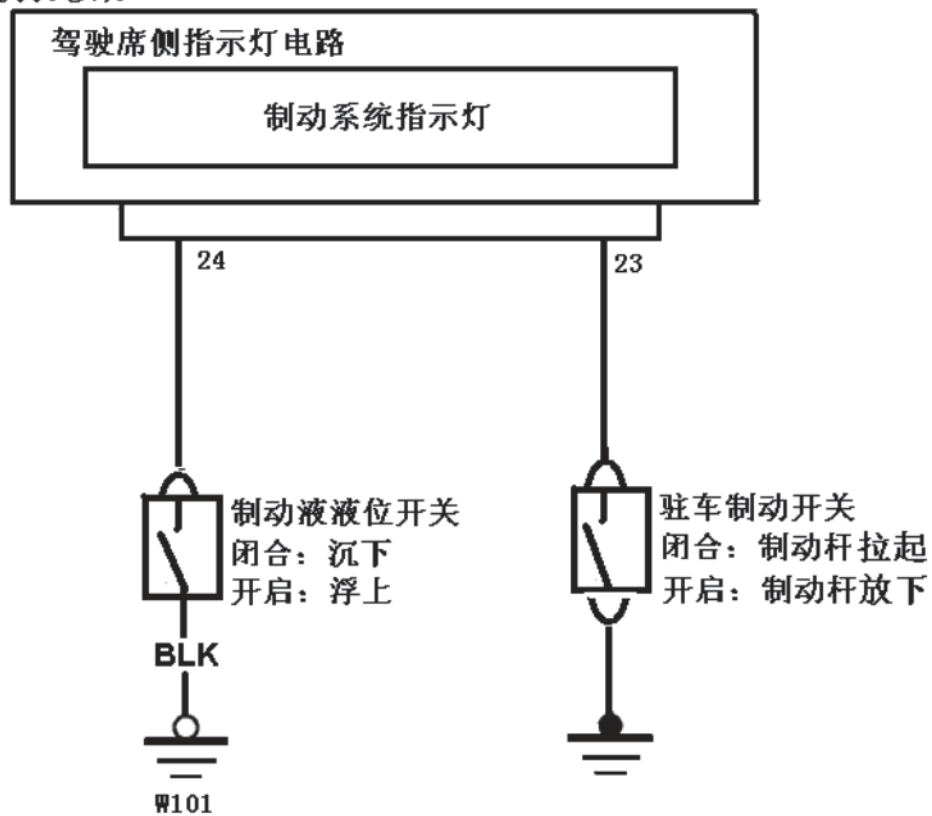 驾驶席侧指示灯电路
制动系统指示灯
24
23
制动液液位开关
闭合：沉下
开启：浮上
驻车制动开关
闭合：制动杆拉起
开启：制动杆放下
BLK
W101